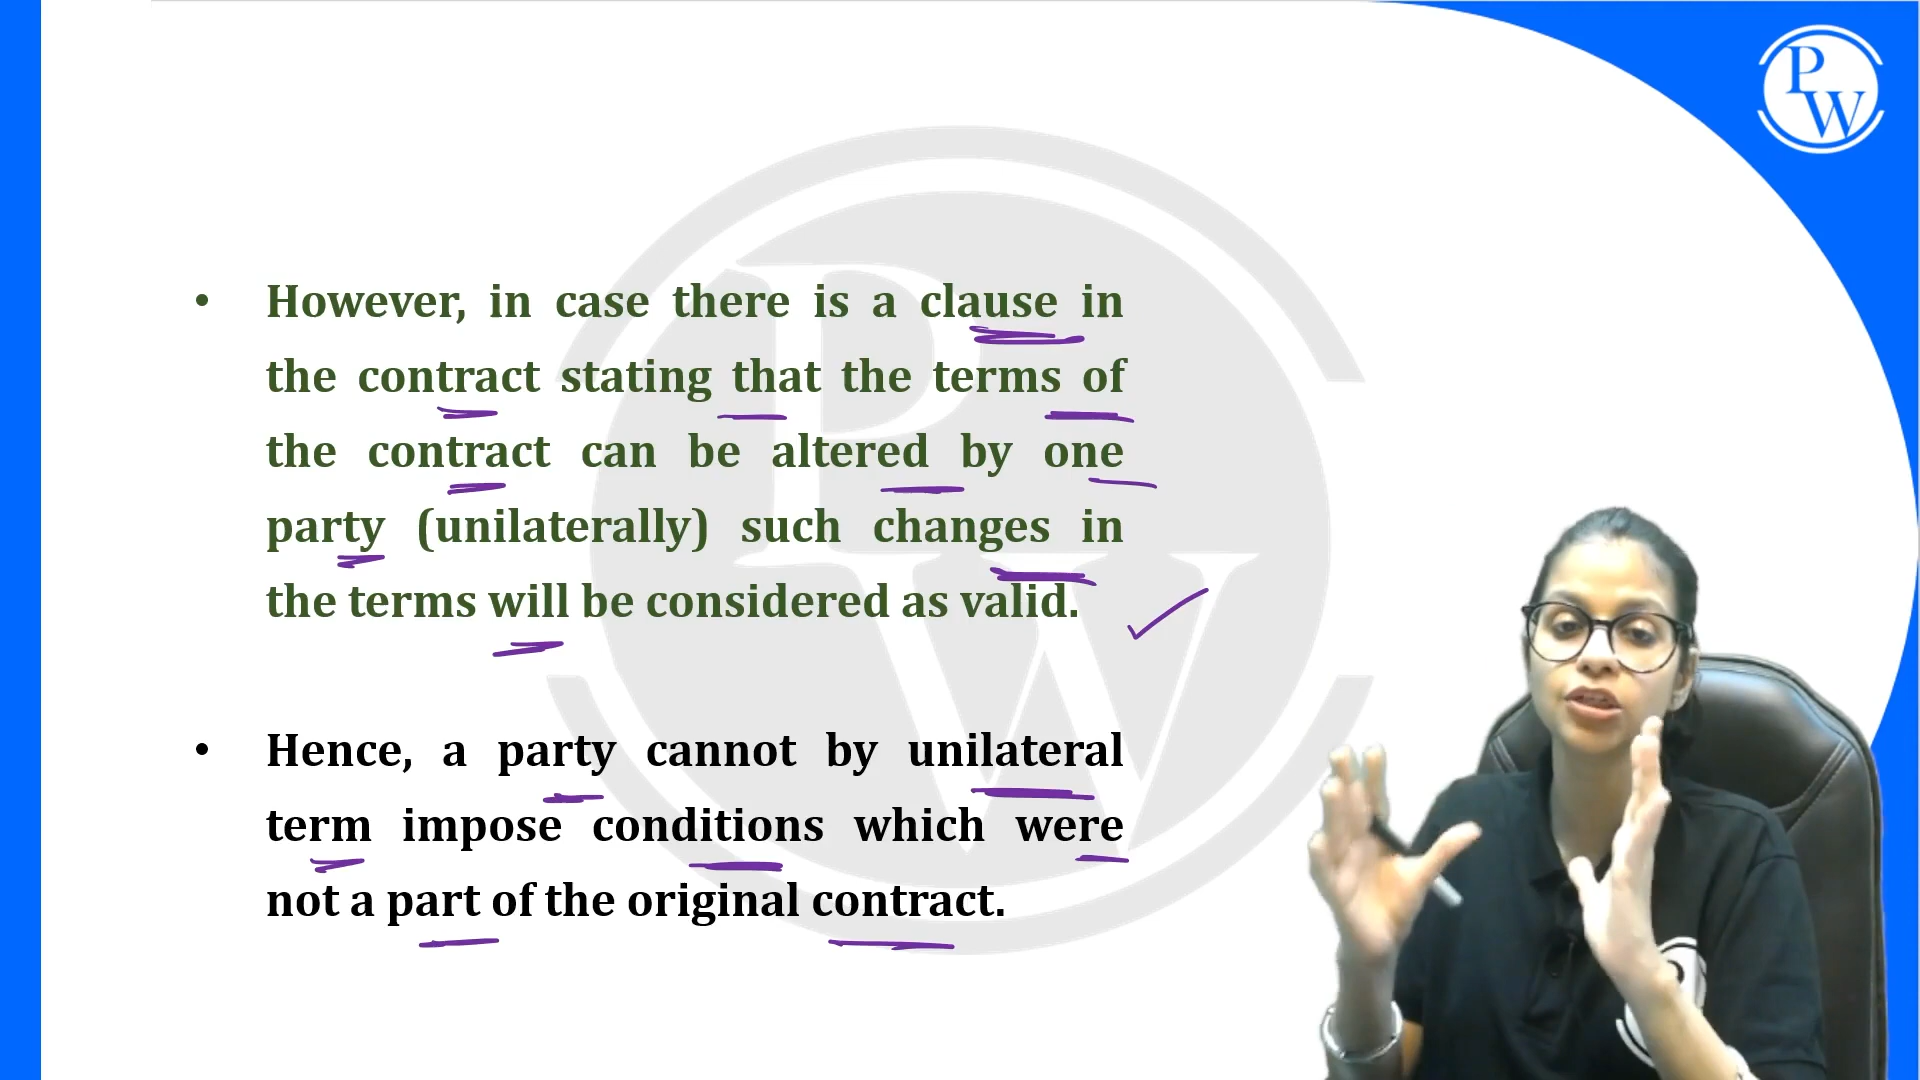 PW
However, in case there is a clause in
the contract stating that the terms of
the contract can be altered by one
party (unilaterally) such changes in
the terms will be considered as valid.
Hence, a party cannot by unilateral
term impose conditions which were
not a part of the original contract.